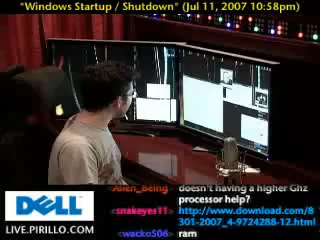 "Windows Startup / Shutdown" (Jul 11, 2007 10:58pm)
Alien_Being - doesn't having a higher Ghz
processor help?
<snakeyes11> http://www.download.com/8
301-2007_4-9724288-12.html
<wacko506> ram
DELL
LIVE.PIRILLO.COM